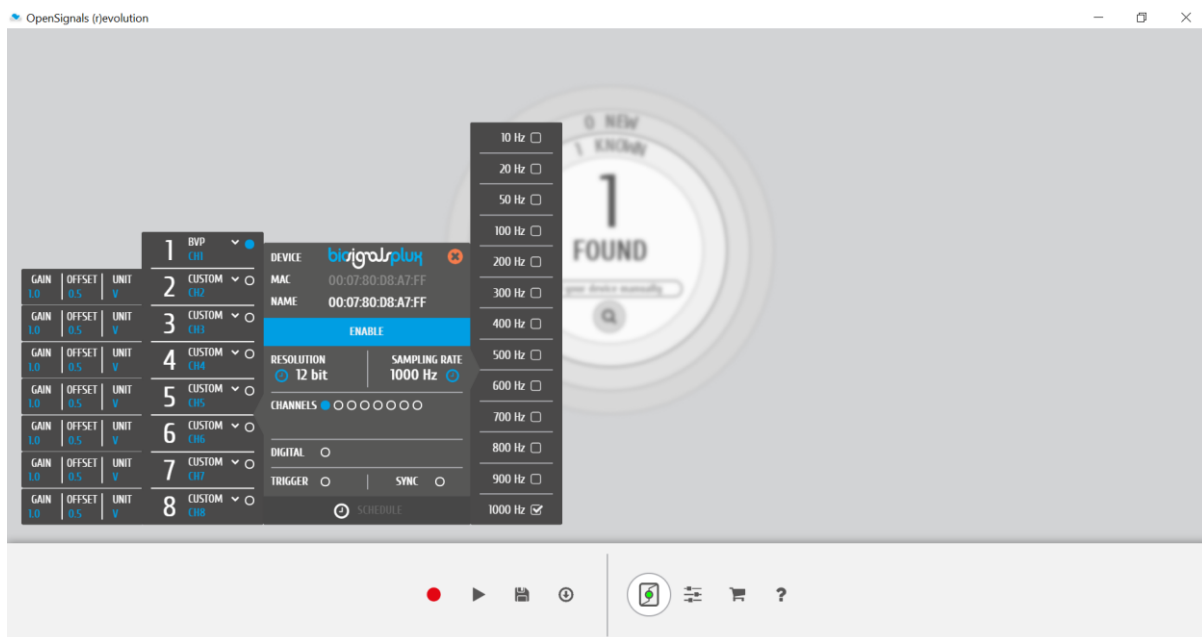 OpenSignals (r)evolution
0 NEW
1 KNOWN
1
FOUND
your device manually
10 Hz
20 Hz
50 Hz
100 Hz
200 Hz
300 Hz
400 Hz
500 Hz
600 Hz
700 Hz
800 Hz
900 Hz
1000 Hz
1 BVP
CH1
GAIN OFFSET UNIT 2 CUSTOM
1.0 0.5 V CH2
GAIN OFFSET UNIT 3 CUSTOM
1.0 0.5 V CH3
GAIN OFFSET UNIT 4 CUSTOM
1.0 0.5 V CH4
GAIN OFFSET UNIT 5 CUSTOM
1.0 0.5 V CH5
GAIN OFFSET UNIT 6 CUSTOM
1.0 0.5 V CH6
GAIN OFFSET UNIT 7 CUSTOM
1.0 0.5 V CH7
GAIN OFFSET UNIT 8 CUSTOM
1.0 0.5 V CH8
DEVICE biosignalsplux
MAC 00:07:80:D8:A7:FF
NAME 00:07:80:D8:A7:FF
ENABLE
RESOLUTION SAMPLING RATE
12 bit 1000 Hz
CHANNELS
DIGITAL
TRIGGER SYNC
SCHEDULE
?